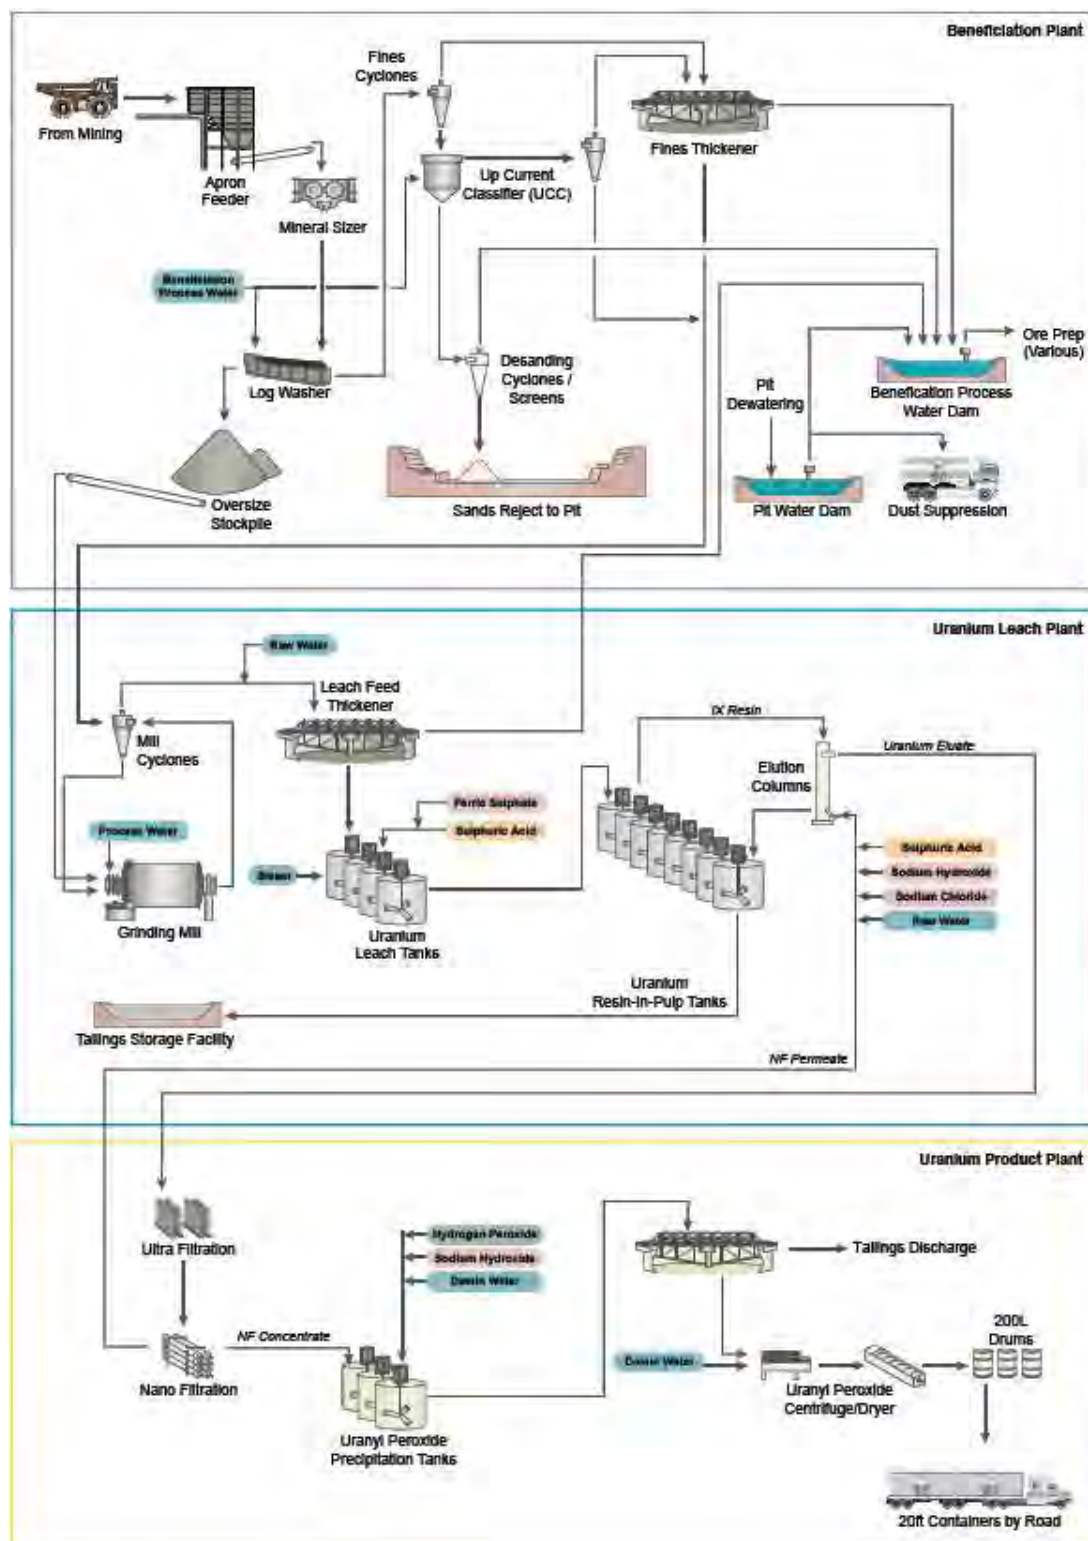 Beneficiation Plant
Fines
Cyclones
From Mining
Fines Thickener
Apron
Feeder
Up Current
Classifier (UCC)
Mineral Sizer
Beneficiation
Process Water
Ore Prep
(Various)
Log Washer
Desanding
Cyclones /
Screens
Pit
Dewatering
Benefication Process
Water Dam
Oversize
Stockpile
Sands Reject to Pit
Pit Water Dam
Dust Suppression
Uranium Leach Plant
Raw Water
Leach Feed
Thickener
IX Resin
Uranium Eluate
Mill
Cyclones
Elution
Columns
Ferric Sulphate
Sulphuric Acid
Process Water
Steam
Sulphuric Acid
Sodium Hydroxide
Sodium Chloride
Raw Water
Grinding Mill
Uranium
Leach Tanks
Uranium
Resin-in-Pulp Tanks
Tailings Storage Facility
NF Permeate
Uranium Product Plant
Hydrogen Peroxide
Sodium Hydroxide
Demin Water
Ultra Filtration
Tailings Discharge
NF Concentrate
200L
Drums
Demin Water
Nano Filtration
Uranyl Peroxide
Centrifuge/Dryer
Uranyl Peroxide
Precipitation Tanks
20ft Containers by Road